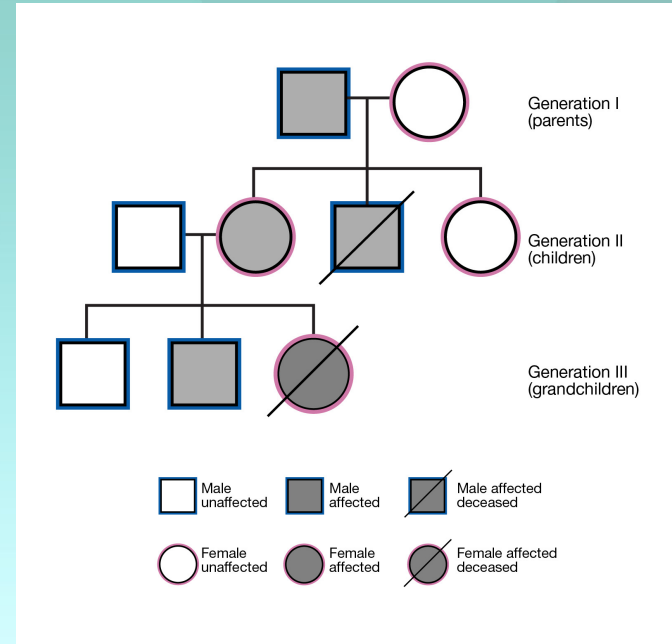 Generation I
(parents)
Generation II
(children)
Generation III
(grandchildren)
Male
unaffected
Male
affected
Male affected
deceased
Female
unaffected
Female
affected
Female affected
deceased